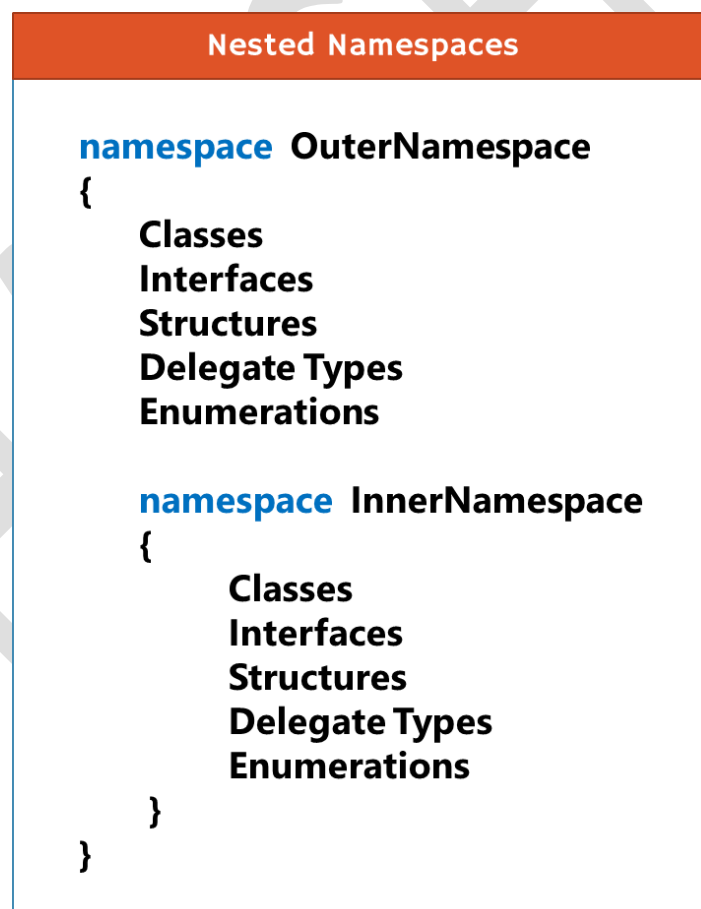 Nested Namespaces
namespace OuterNamespace
{
Classes
Interfaces
Structures
Delegate Types
Enumerations
namespace InnerNamespace
{
Classes
Interfaces
Structures
Delegate Types
Enumerations
}
}